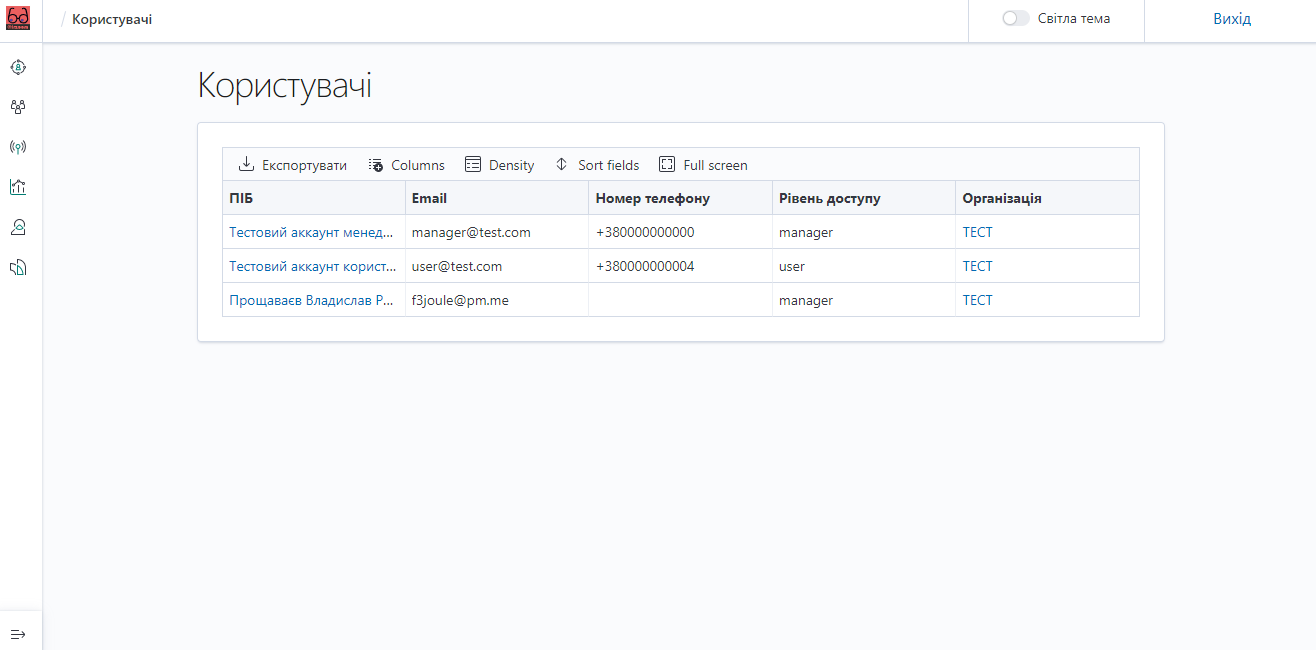 / Користувачі
Світла тема
Вихід
Користувачі
Експортувати Columns Density Sort fields Full screen
ПІБ Email Номер телефону Рівень доступу Організація
Тестовий аккаунт менед... manager@test.com +380000000000 manager ТЕСТ
Тестовий аккаунт корист... user@test.com +380000000004 user ТЕСТ
Прощаваєв Владислав Р... f3joule@pm.me manager ТЕСТ